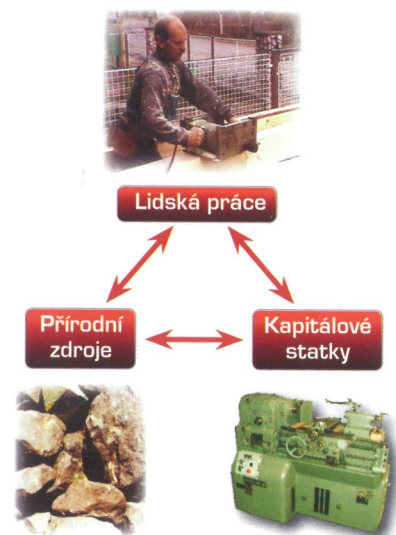 Lidská práce
Přírodní
zdroje
Kapitálové
statky